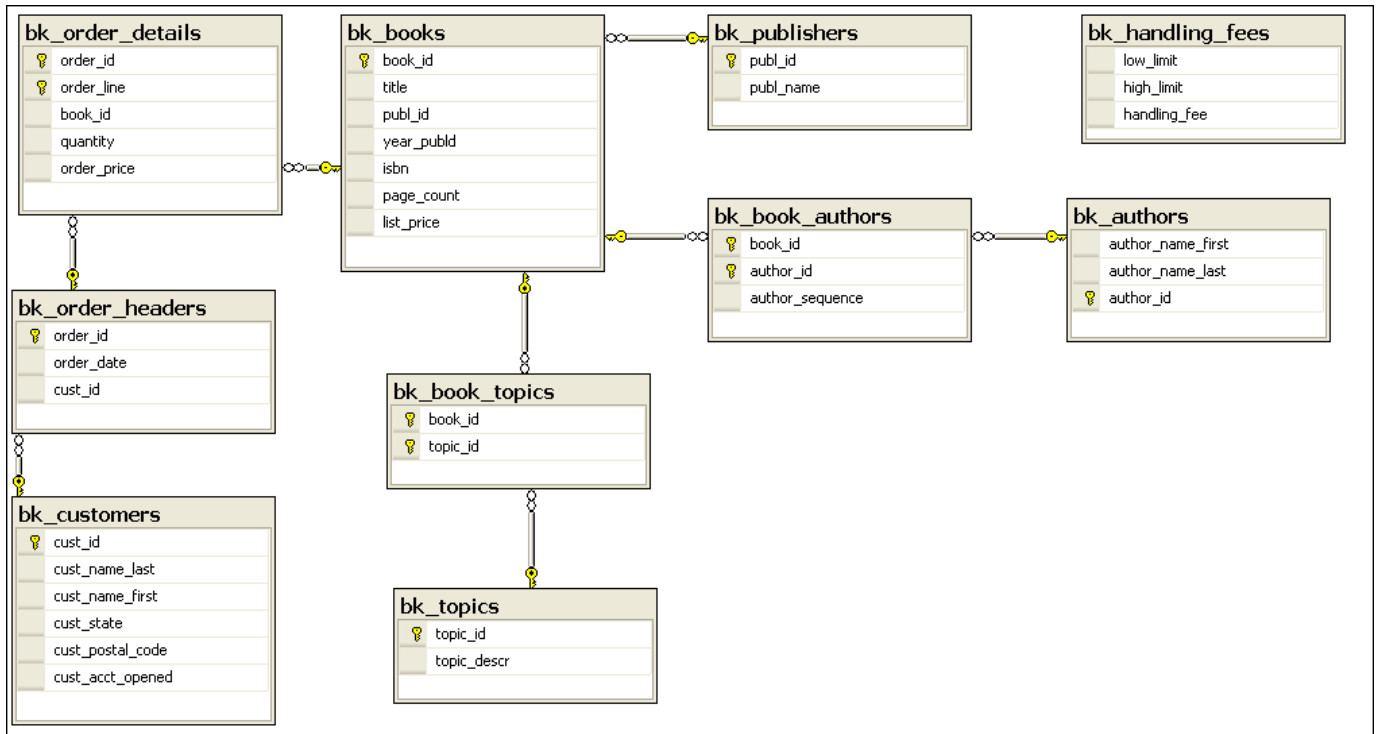 bk_order_details
order_id
order_line
book_id
quantity
order_price
bk_books
book_id
title
publ_id
year_publd
isbn
page_count
list_price
bk_publishers
publ_id
publ_name
bk_handling_fees
low_limit
high_limit
handling_fee
bk_book_authors
book_id
author_id
author_sequence
bk_authors
author_name_first
author_name_last
author_id
bk_order_headers
order_id
order_date
cust_id
bk_book_topics
book_id
topic_id
bk_customers
cust_id
cust_name_last
cust_name_first
cust_state
cust_postal_code
cust_acct_opened
bk_topics
topic_id
topic_descr